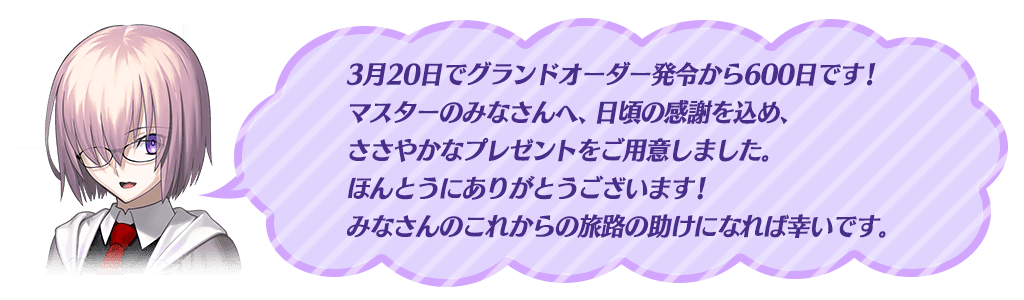 3月20日でグランドオーダー発令から600日です！
マスターのみなさんへ、日頃の感謝を込め、
ささやかなプレゼントをご用意しました。
ほんとうにありがとうございます！
みなさんのこれからの旅路の助けになれば幸いです。